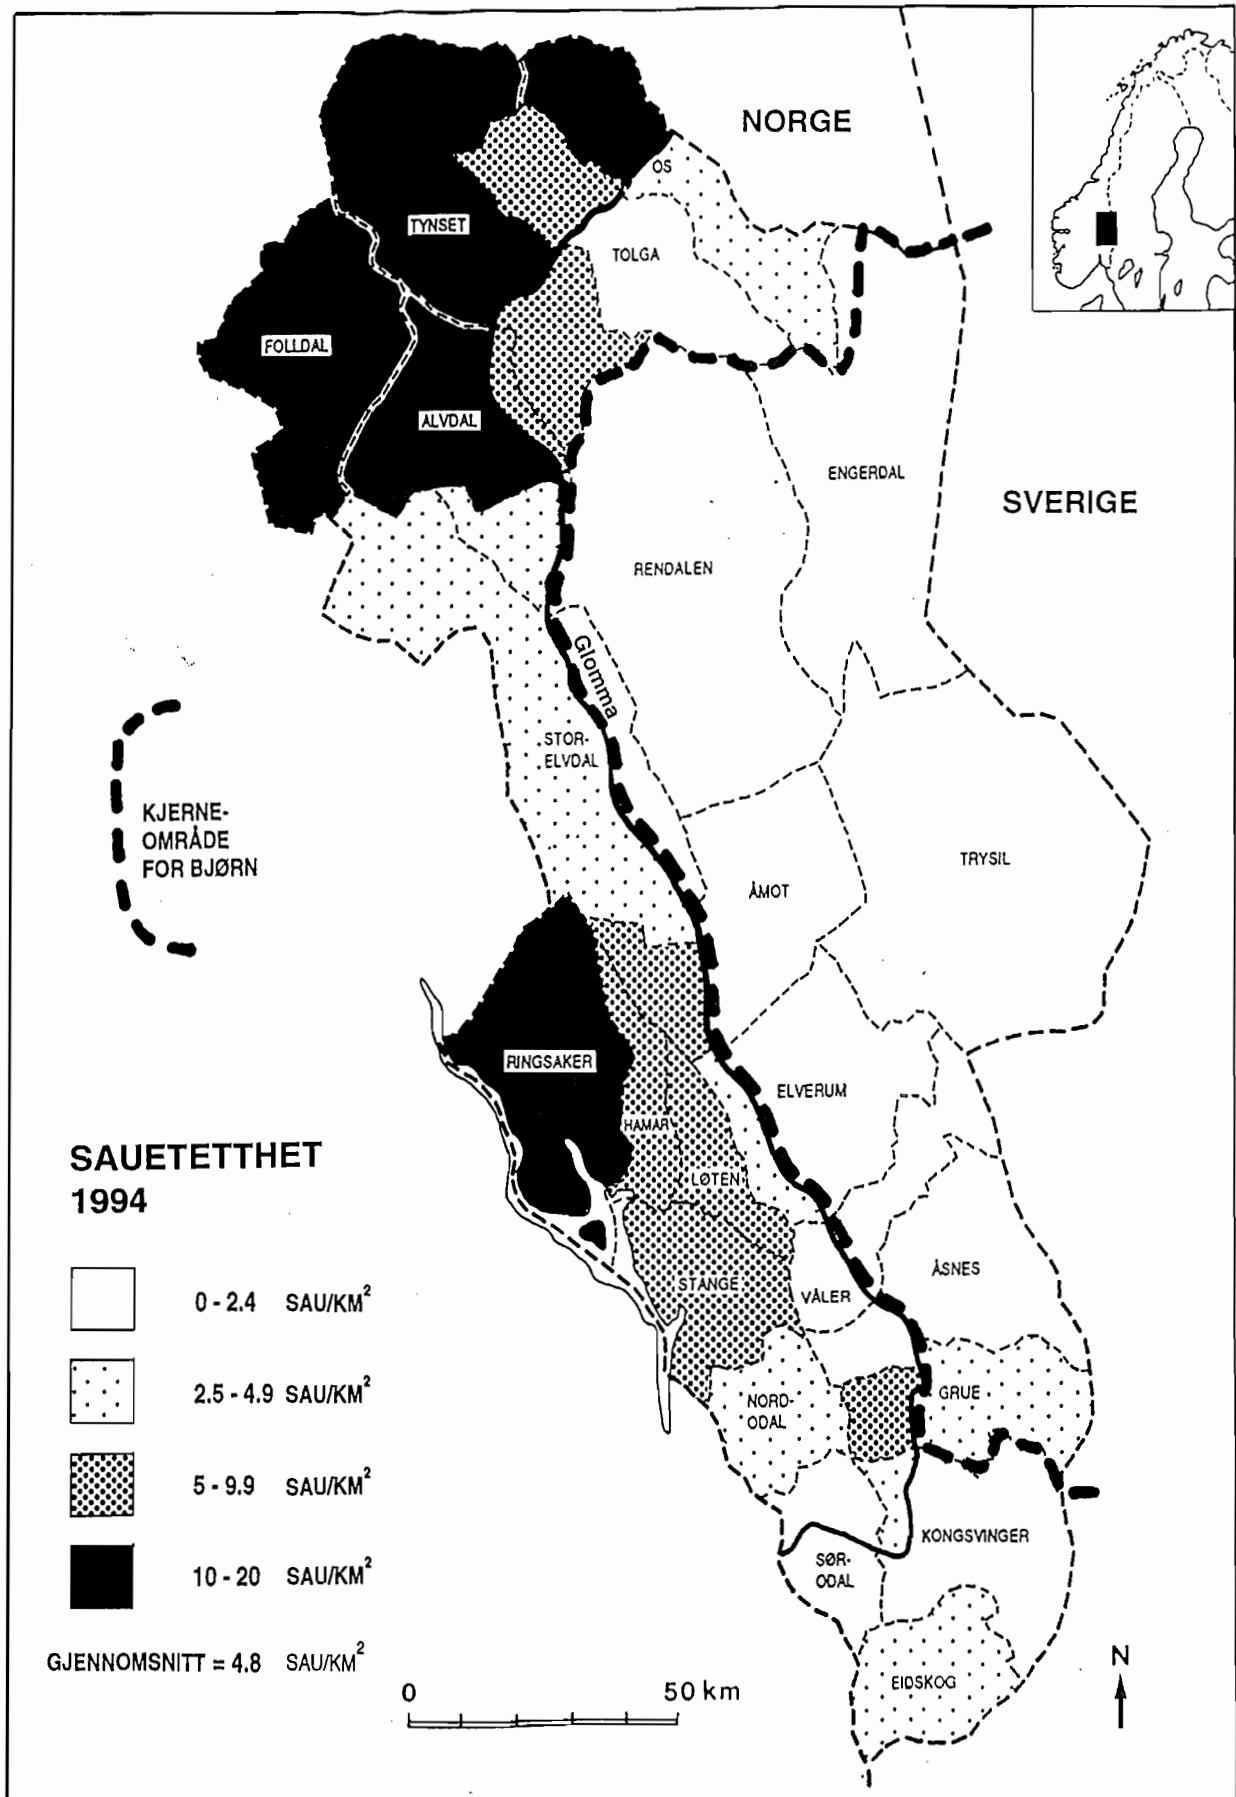 NORGE
OS
TYNSET
TOLGA
FOLLDAL
ALVDAL
ENGERDAL
SVERIGE
RENDALEN
Glomma
STOR-
ELVDAL
KJERNE-
OMRÅDE
FOR BJØRN
TRYSIL
ÅMOT
RINGSAKER
ELVERUM
HAMAR
LØTEN
SAUETETTHET
1994
ÅSNES
STANGE
VÅLER
0 - 2.4 SAU/KM²
2.5 - 4.9 SAU/KM²
NORD-
ODAL
GRUE
5 - 9.9 SAU/KM²
KONGSVINGER
10 - 20 SAU/KM²
SØR-
ODAL
GJENNOMSNITT = 4.8 SAU/KM²
N
EIDSKOG
0 50 km